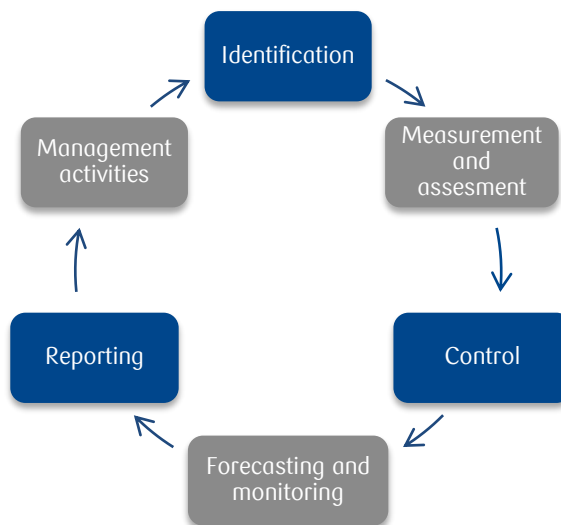 Identification
Measurement
and
assesment
Control
Forecasting and
monitoring
Reporting
Management
activities